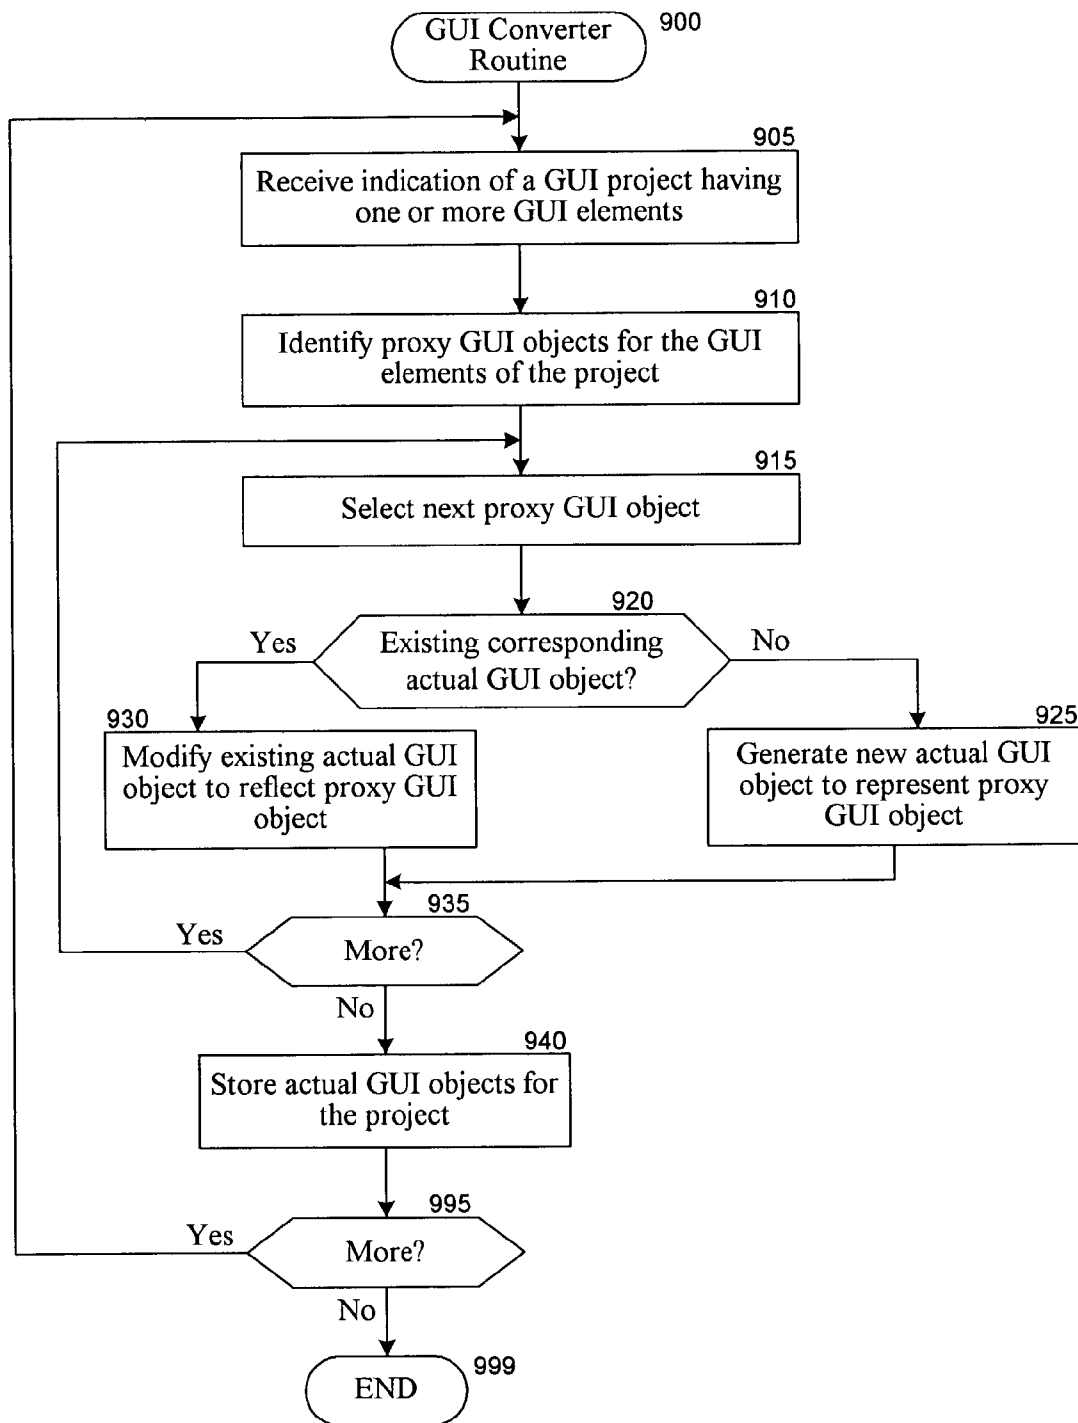 GUI Converter
Routine
900
905
Receive indication of a GUI project having
one or more GUI elements
910
Identify proxy GUI objects for the GUI
elements of the project
915
Select next proxy GUI object
920
Yes
Existing corresponding
actual GUI object?
No
930
Modify existing actual GUI
object to reflect proxy GUI
object
925
Generate new actual GUI
object to represent proxy
GUI object
935
Yes
More?
No
940
Store actual GUI objects for
the project
995
Yes
More?
No
999
END